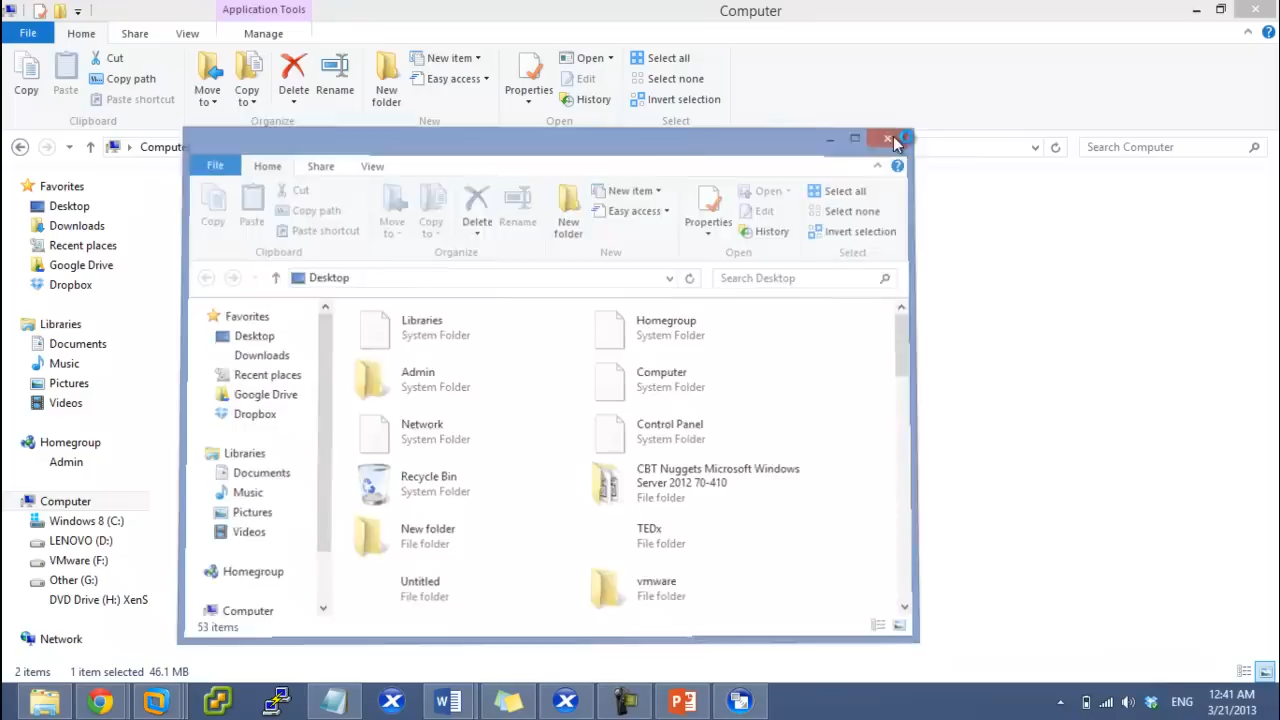 Application Tools
Computer
File Home Share View Manage
Copy
Paste
Cut
Copy path
Paste shortcut
Move to
Copy to
Delete
Rename
New folder
New item
Easy access
Properties
Open
Edit
History
Select all
Select none
Invert selection
Clipboard Organize New Open Select
Search Computer
File Home Share View
Copy
Paste
Cut
Copy path
Paste shortcut
Move to
Copy to
Delete
Rename
New folder
New item
Easy access
Properties
Open
Edit
History
Select all
Select none
Invert selection
Clipboard Organize New Open Select
Desktop
Search Desktop
Favorites
Desktop
Downloads
Recent places
Google Drive
Dropbox
Libraries
Documents
Music
Pictures
Videos
Homegroup
Computer
Libraries
System Folder
Homegroup
System Folder
Admin
System Folder
Computer
System Folder
Network
System Folder
Control Panel
System Folder
Recycle Bin
System Folder
CBT Nuggets Microsoft Windows
Server 2012 70-410
File folder
New folder
File folder
TEDx
File folder
Untitled
File folder
vmware
File folder
53 items
Favorites
Desktop
Downloads
Recent places
Google Drive
Dropbox
Libraries
Documents
Music
Pictures
Videos
Homegroup
Admin
Computer
Windows 8 (C:)
LENOVO (D:)
VMware (F:)
Other (G:)
DVD Drive (H:) XenS
Network
2 items 1 item selected 46.1 MB
ENG
12:41 AM
3/21/2013